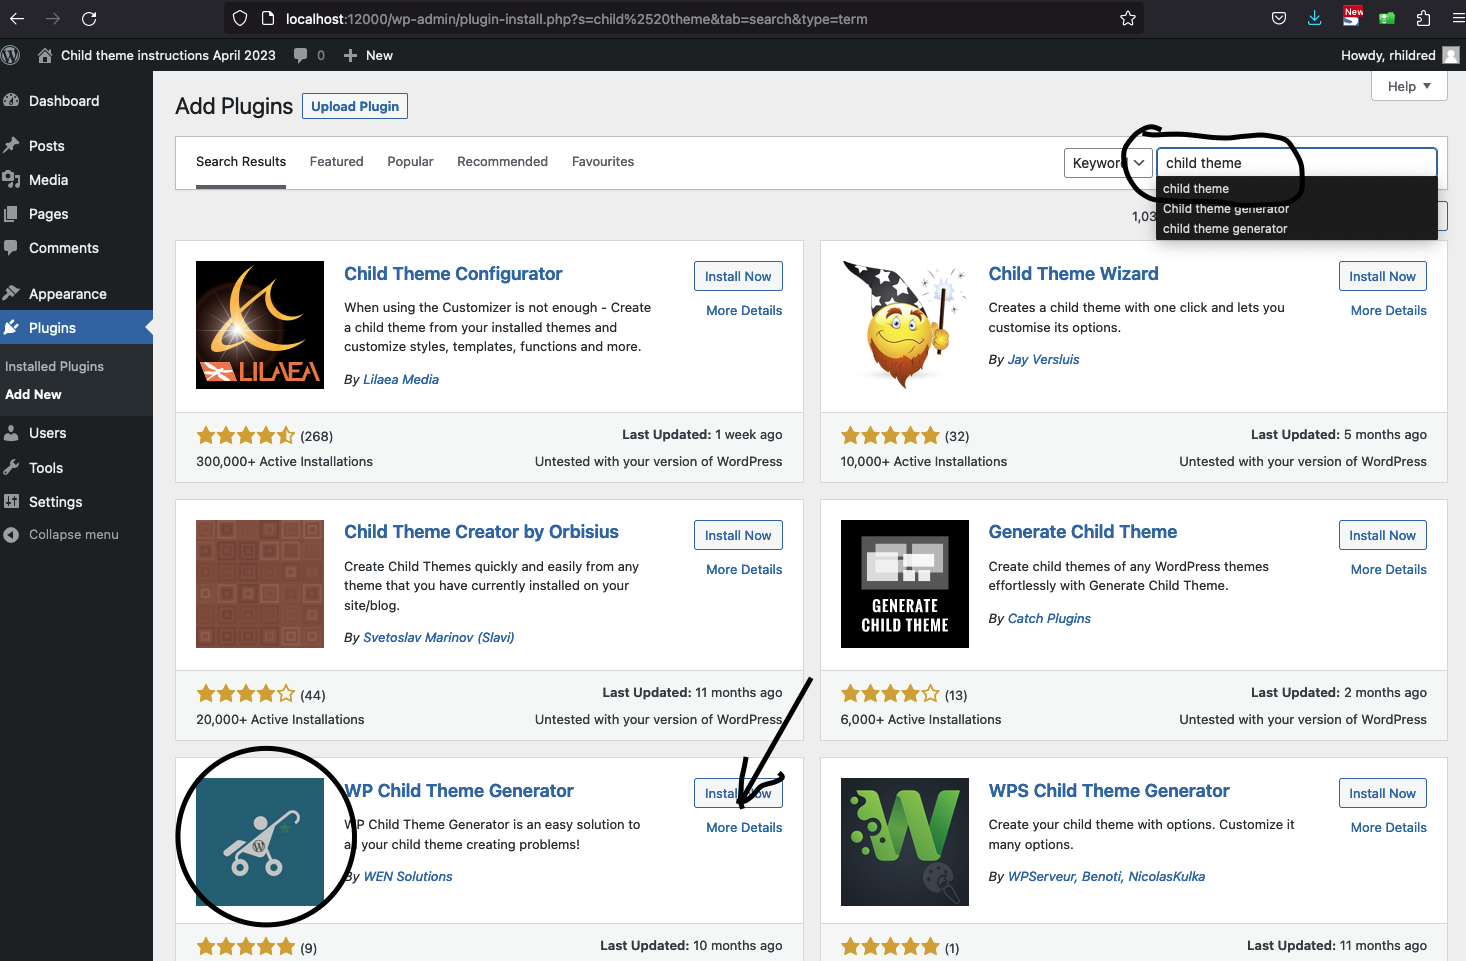 localhost:12000/wp-admin/plugin-install.php?s=child%2520theme&tab=search&type=term
New
Child theme instructions April 2023
0
New
Howdy, rhildred
Dashboard
Posts
Media
Pages
Comments
Appearance
Plugins
Installed Plugins
Add New
Users
Tools
Settings
Collapse menu
Help
Add Plugins
Upload Plugin
Search Results
Featured
Popular
Recommended
Favourites
Keyword
child theme
child theme
Child theme generator
child theme generator
1,03
LILAEA
Child Theme Configurator
Install Now
More Details
When using the Customizer is not enough - Create
a child theme from your installed themes and
customize styles, templates, functions and more.
By Lilaea Media
(268)
300,000+ Active Installations
Last Updated: 1 week ago
Untested with your version of WordPress
Child Theme Wizard
Install Now
More Details
Creates a child theme with one click and lets you
customise its options.
By Jay Versluis
(32)
10,000+ Active Installations
Last Updated: 5 months ago
Untested with your version of WordPress
Child Theme Creator by Orbisius
Install Now
More Details
Create Child Themes quickly and easily from any
theme that you have currently installed on your
site/blog.
By Svetoslav Marinov (Slavi)
(44)
20,000+ Active Installations
Last Updated: 11 months ago
Untested with your version of WordPress
GENERATE
CHILD THEME
Generate Child Theme
Install Now
More Details
Create child themes of any WordPress themes
effortlessly with Generate Child Theme.
By Catch Plugins
(13)
6,000+ Active Installations
Last Updated: 2 months ago
Untested with your version of WordPress
WP Child Theme Generator
Install Now
More Details
WP Child Theme Generator is an easy solution to
your child theme creating problems!
By WEN Solutions
(9)
Last Updated: 10 months ago
WPS Child Theme Generator
Install Now
More Details
Create your child theme with options. Customize it
many options.
By WPServeur, Benoti, NicolasKulka
(1)
Last Updated: 11 months ago